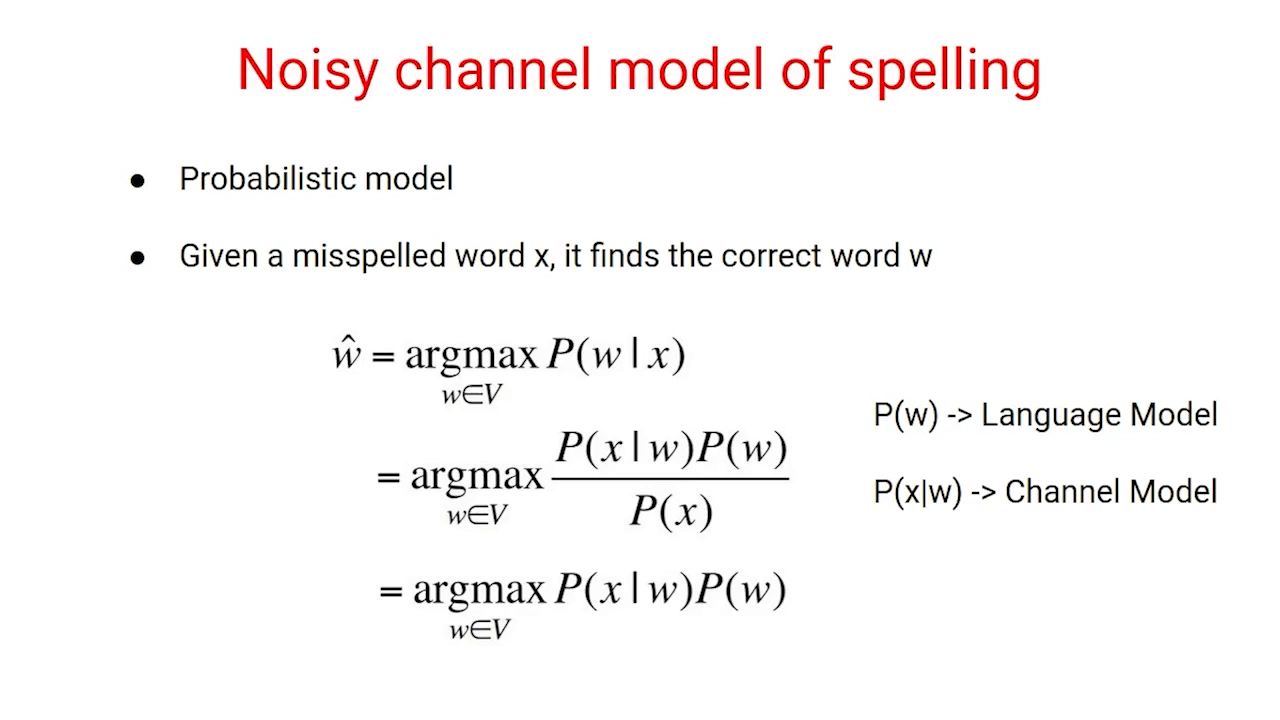 Noisy channel model of spelling
● Probabilistic model
● Given a misspelled word x, it finds the correct word w
ŵ = argmax P(w | x)
w∈V
= argmax P(x | w)P(w) / P(x)
w∈V
= argmax P(x | w)P(w)
w∈V
P(w) -> Language Model
P(x|w) -> Channel Model